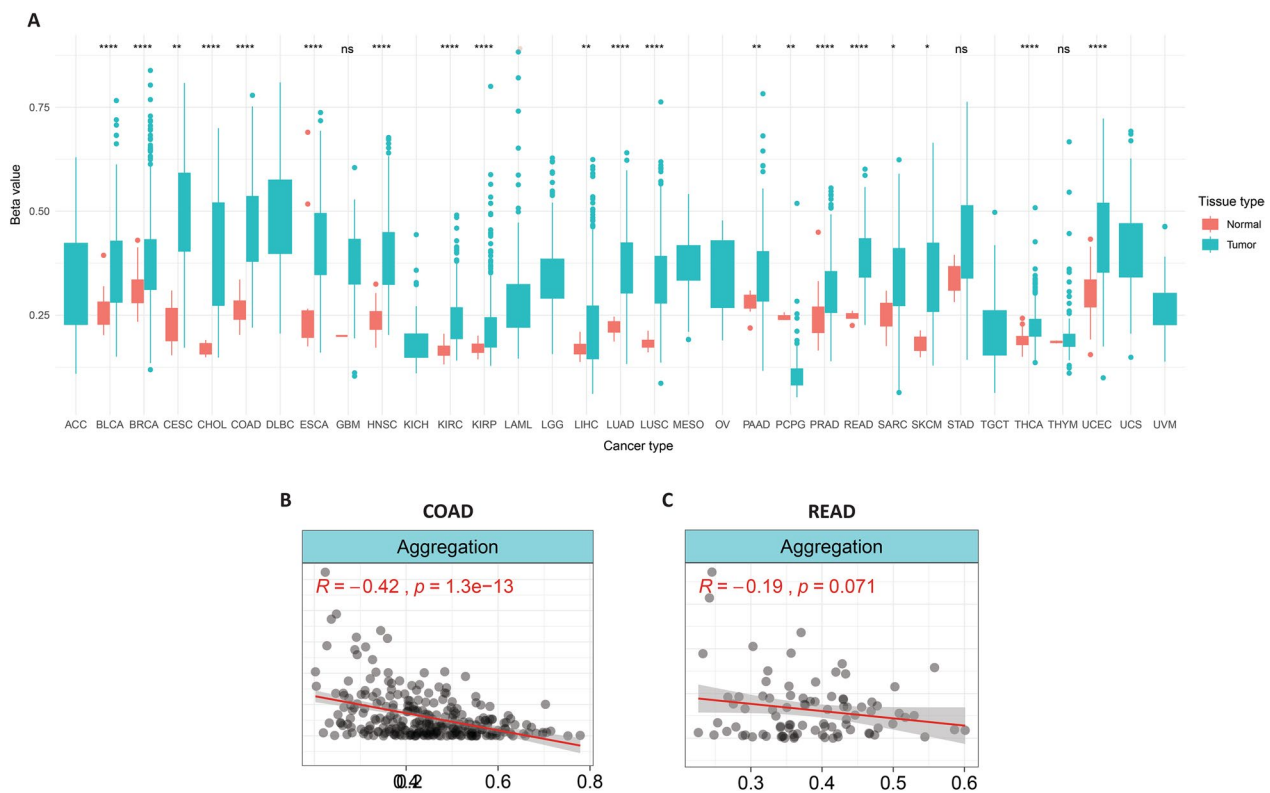 A
**** **** ** **** **** **** ns **** **** **** ** **** **** ** ** **** **** * * ns **** ns ****
0.75
0.50
0.25
Beta value
ACC BLCA BRCA CESC CHOL COAD DLBC ESCA GBM HNSC KICH KIRC KIRP LAML LGG LIHC LUAD LUSC MESO OV PAAD PCPG PRAD READ SARC SKCM STAD TGCT THCA THYM UCEC UCS UVM
Cancer type
Tissue type
Normal
Tumor
B
COAD
Aggregation
R = −0.42 , p = 1.3e−13
0.2 0.4 0.6 0.8
C
READ
Aggregation
R = −0.19 , p = 0.071
0.3 0.4 0.5 0.6